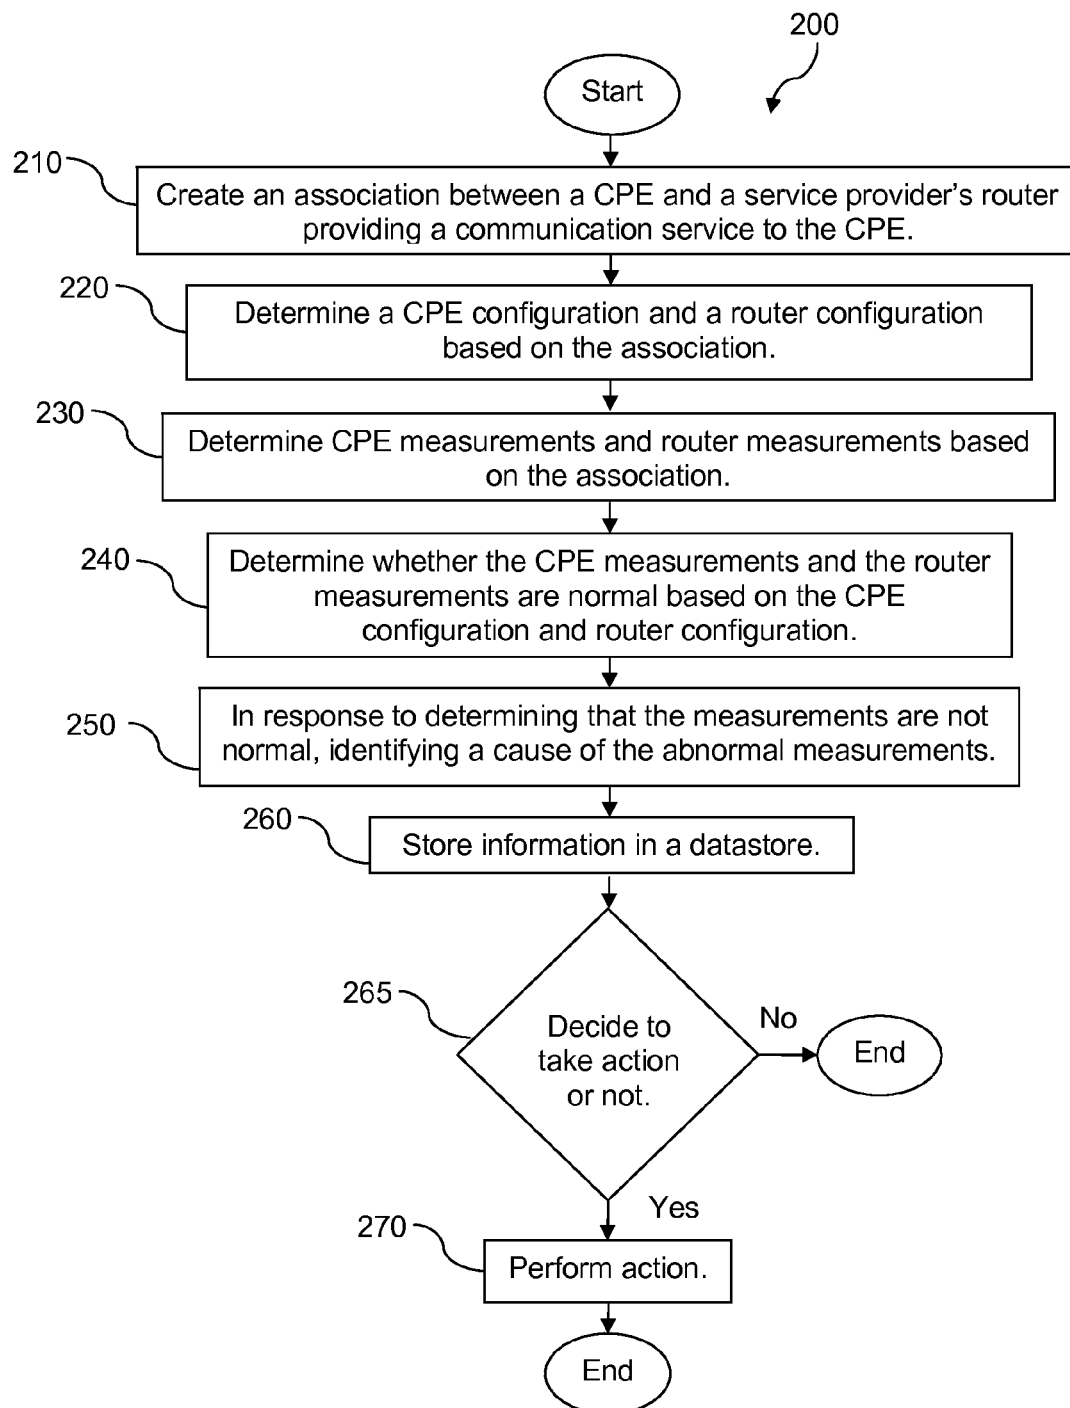 200
Start
210
Create an association between a CPE and a service provider's router
providing a communication service to the CPE.
220
Determine a CPE configuration and a router configuration
based on the association.
230
Determine CPE measurements and router measurements based
on the association.
240
Determine whether the CPE measurements and the router
measurements are normal based on the CPE
configuration and router configuration.
250
In response to determining that the measurements are not
normal, identifying a cause of the abnormal measurements.
260
Store information in a datastore.
265
Decide to
take action
or not.
No
End
Yes
270
Perform action.
End